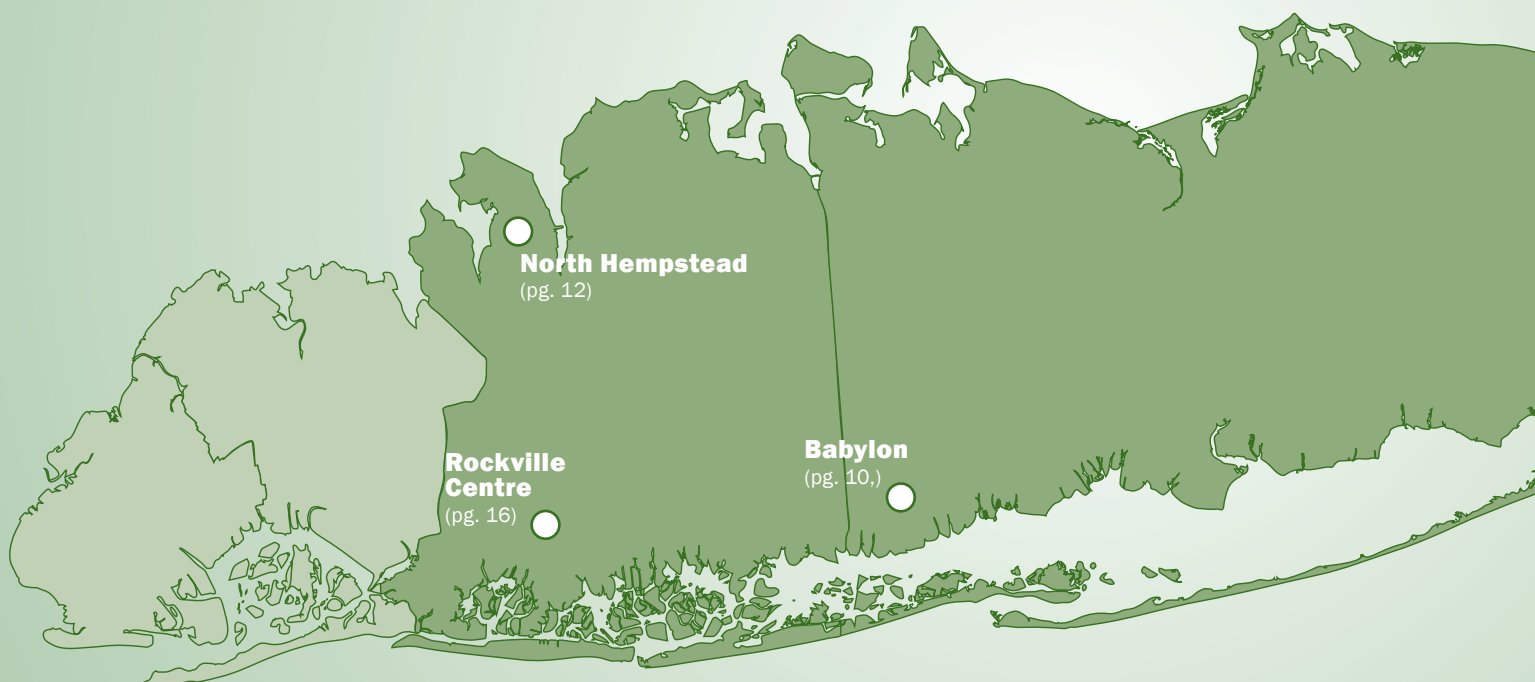 North Hempstead
(pg. 12)
Babylon
(pg. 10,)
Rockville
Centre
(pg. 16)